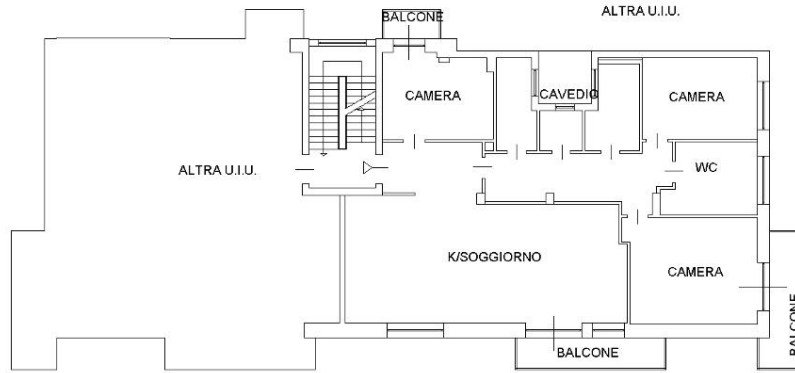 ALTRA U.I.U.
BALCONE
CAMERA
CAVEDIO
CAMERA
ALTRA U.I.U.
WC
K/SOGGIORNO
CAMERA
BALCONE
BALCONE